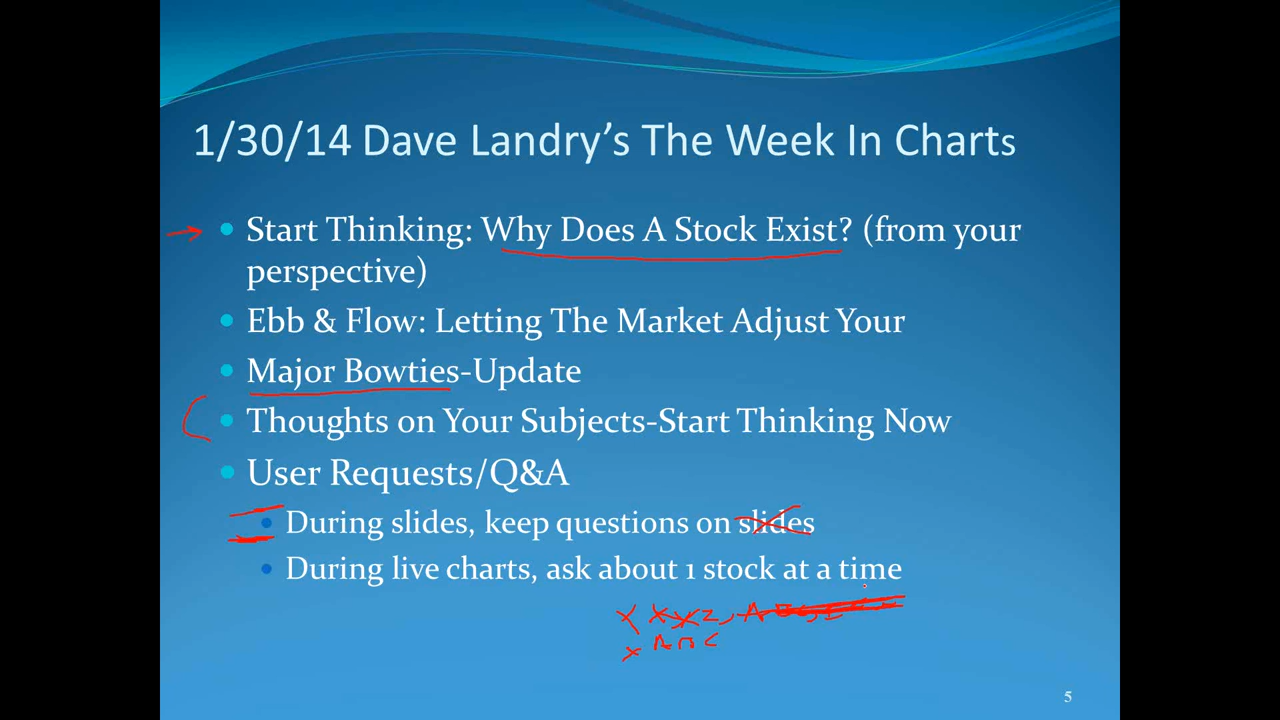 1/30/14 Dave Landry’s The Week In Charts
Start Thinking: Why Does A Stock Exist? (from your
perspective)
Ebb & Flow: Letting The Market Adjust Your
Major Bowties-Update
Thoughts on Your Subjects-Start Thinking Now
User Requests/Q&A
During slides, keep questions on slides
During live charts, ask about 1 stock at a time
ABC
5